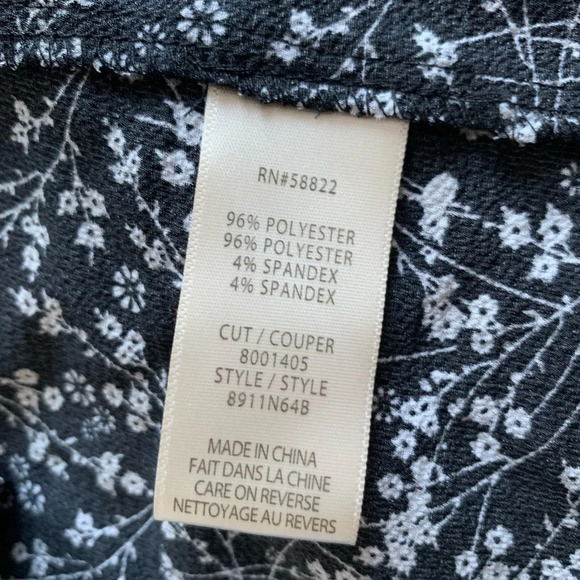 RN#58822
96% POLYESTER
96% POLYESTER
4% SPANDEX
4% SPANDEX
CUT / COUPER
8001405
STYLE / STYLE
8911N64B
MADE IN CHINA
FAIT DANS LA CHINE
CARE ON REVERSE
NETTOYAGE AU REVERS